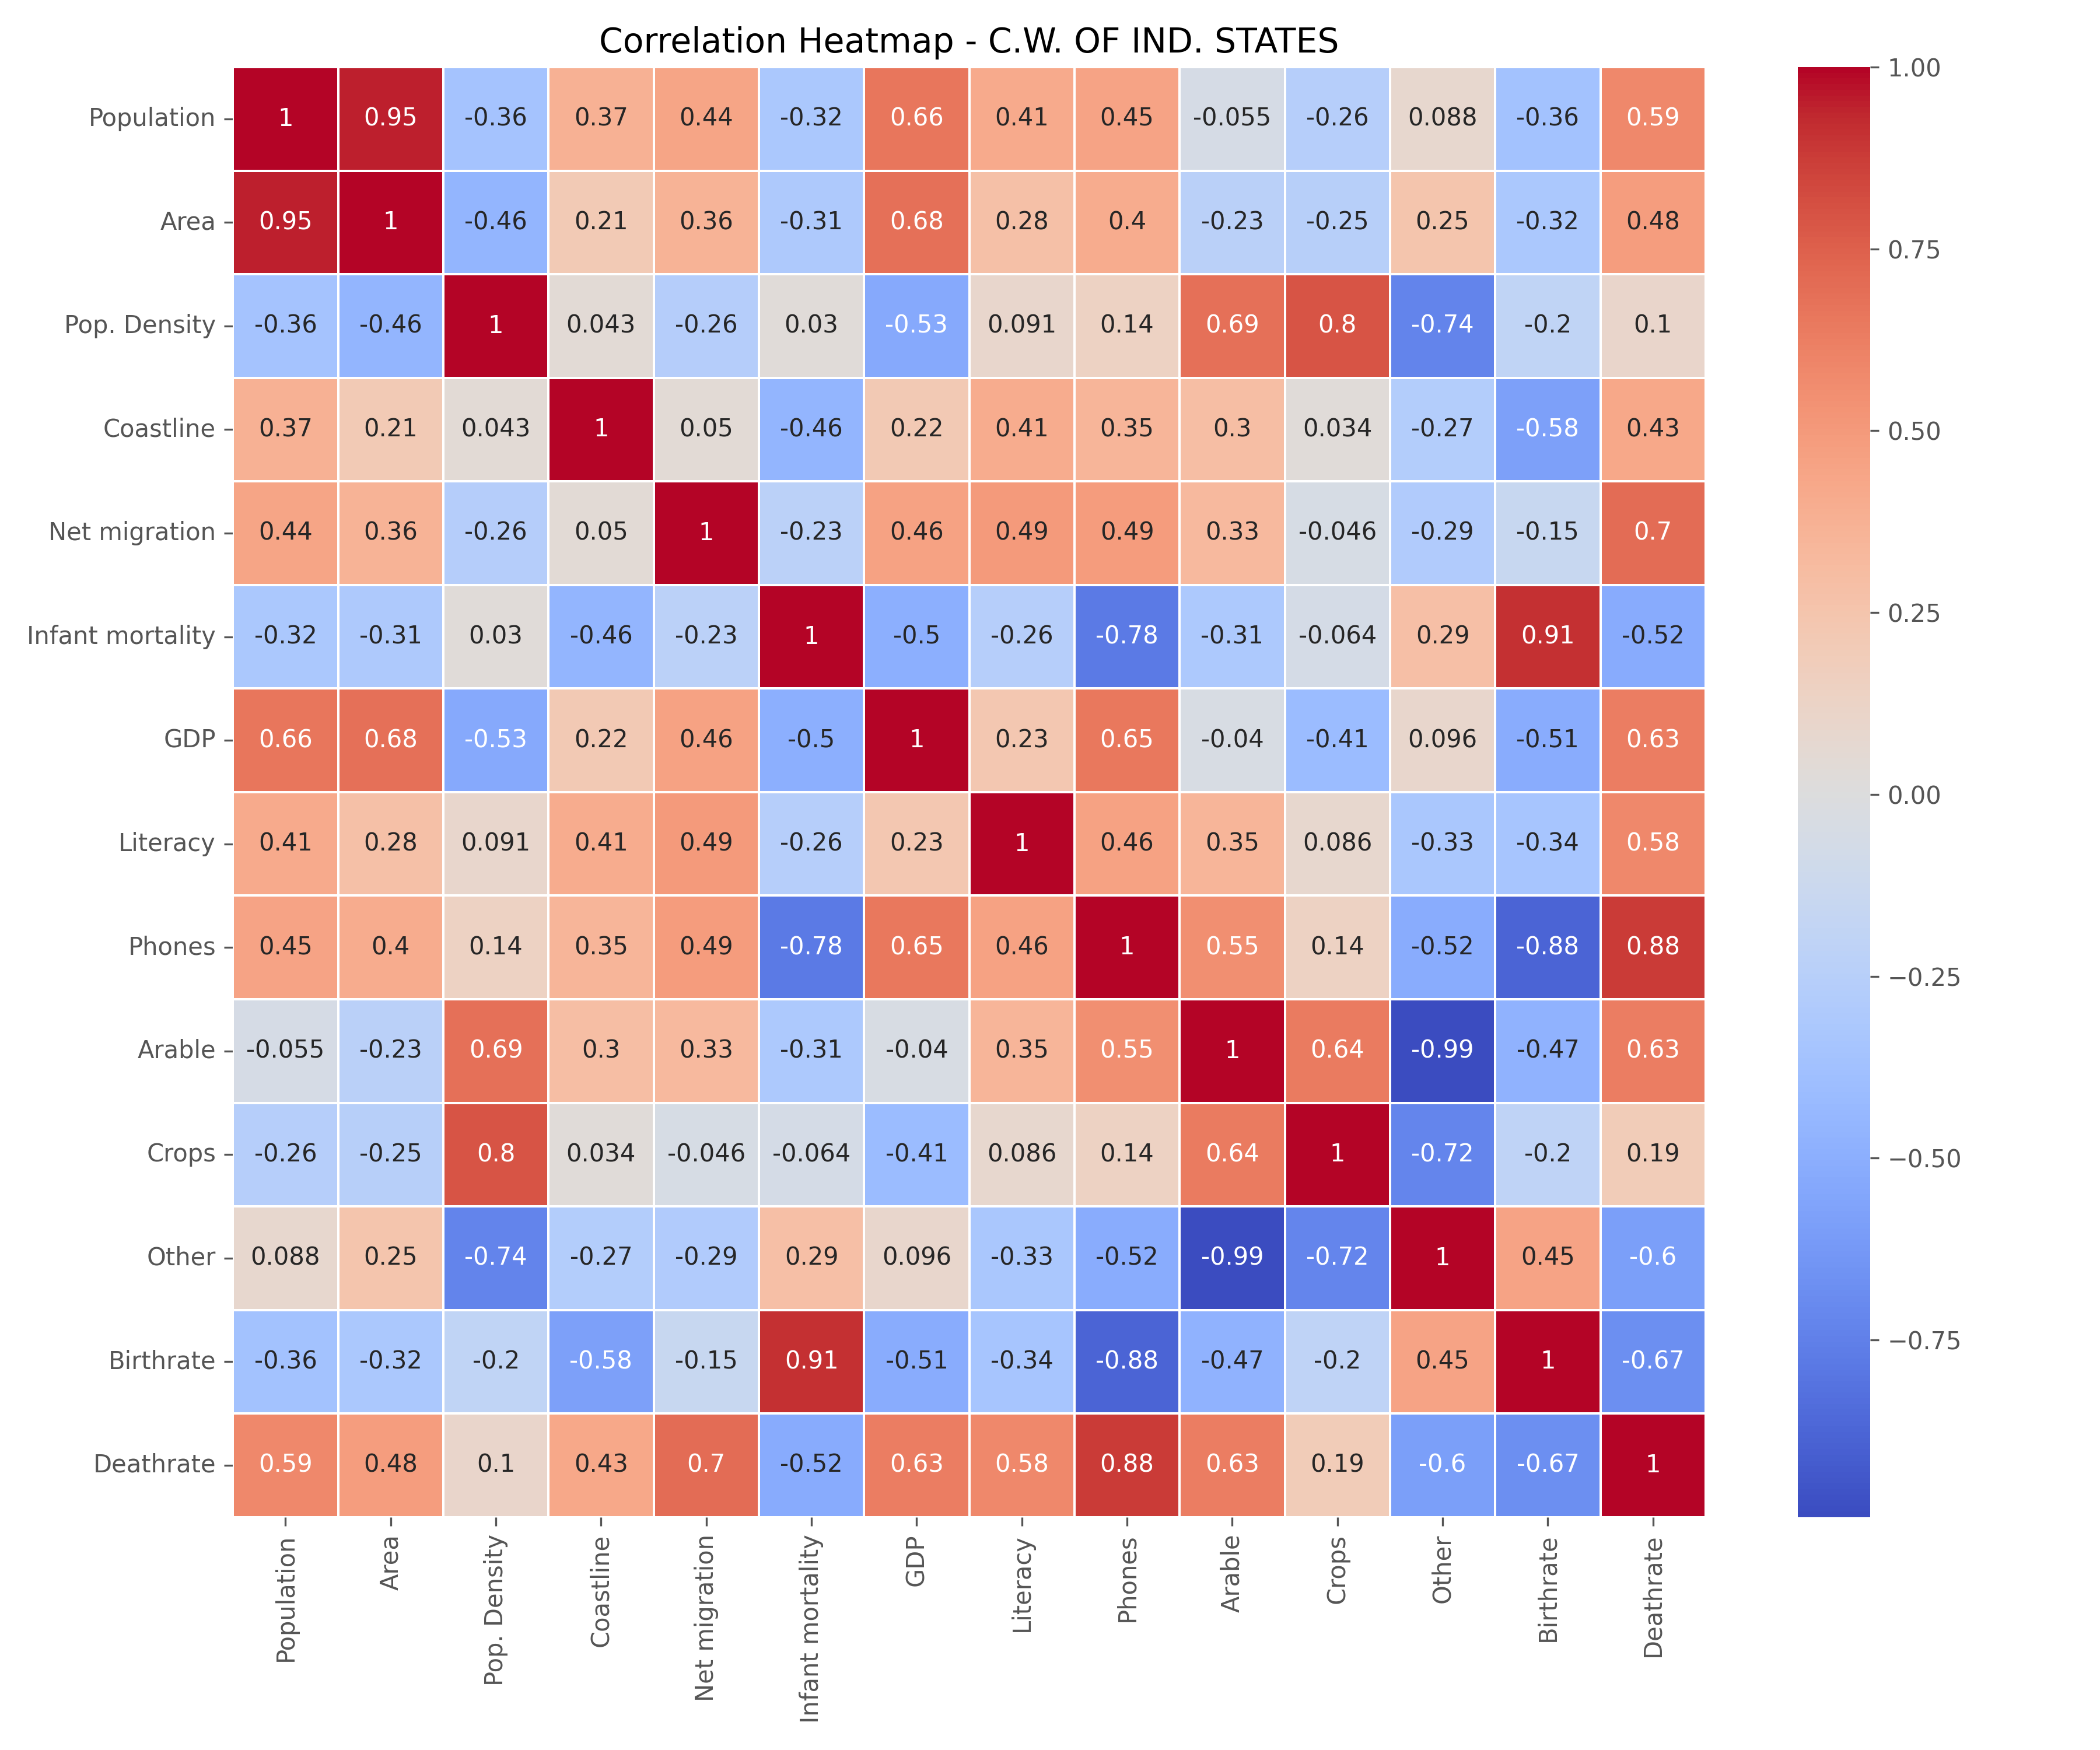 Correlation Heatmap - C.W. OF IND. STATES
Population 1 0.95 -0.36 0.37 0.44 -0.32 0.66 0.41 0.45 -0.055 -0.26 0.088 -0.36 0.59
Area 0.95 1 -0.46 0.21 0.36 -0.31 0.68 0.28 0.4 -0.23 -0.25 0.25 -0.32 0.48
Pop. Density -0.36 -0.46 1 0.043 -0.26 0.03 -0.53 0.091 0.14 0.69 0.8 -0.74 -0.2 0.1
Coastline 0.37 0.21 0.043 1 0.05 -0.46 0.22 0.41 0.35 0.3 0.034 -0.27 -0.58 0.43
Net migration 0.44 0.36 -0.26 0.05 1 -0.23 0.46 0.49 0.49 0.33 -0.046 -0.29 -0.15 0.7
Infant mortality -0.32 -0.31 0.03 -0.46 -0.23 1 -0.5 -0.26 -0.78 -0.31 -0.064 0.29 0.91 -0.52
GDP 0.66 0.68 -0.53 0.22 0.46 -0.5 1 0.23 0.65 -0.04 -0.41 0.096 -0.51 0.63
Literacy 0.41 0.28 0.091 0.41 0.49 -0.26 0.23 1 0.46 0.35 0.086 -0.33 -0.34 0.58
Phones 0.45 0.4 0.14 0.35 0.49 -0.78 0.65 0.46 1 0.55 0.14 -0.52 -0.88 0.88
Arable -0.055 -0.23 0.69 0.3 0.33 -0.31 -0.04 0.35 0.55 1 0.64 -0.99 -0.47 0.63
Crops -0.26 -0.25 0.8 0.034 -0.046 -0.064 -0.41 0.086 0.14 0.64 1 -0.72 -0.2 0.19
Other 0.088 0.25 -0.74 -0.27 -0.29 0.29 0.096 -0.33 -0.52 -0.99 -0.72 1 0.45 -0.6
Birthrate -0.36 -0.32 -0.2 -0.58 -0.15 0.91 -0.51 -0.34 -0.88 -0.47 -0.2 0.45 1 -0.67
Deathrate 0.59 0.48 0.1 0.43 0.7 -0.52 0.63 0.58 0.88 0.63 0.19 -0.6 -0.67 1
Population
Area
Pop. Density
Coastline
Net migration
Infant mortality
GDP
Literacy
Phones
Arable
Crops
Other
Birthrate
Deathrate
1.00
0.75
0.50
0.25
0.00
−0.25
−0.50
−0.75